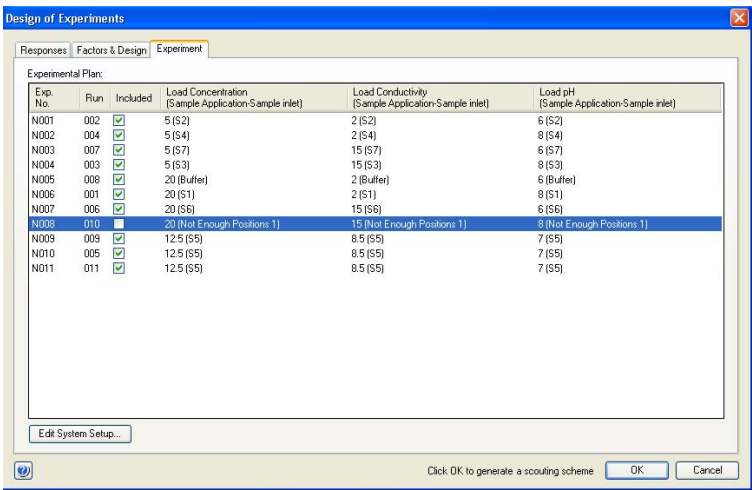 Design of Experiments
Responses Factors & Design Experiment
Experimental Plan:
Exp. No. Run Included Load Concentration (Sample Application-Sample inlet) Load Conductivity (Sample Application-Sample inlet) Load pH (Sample Application-Sample inlet)
N001 002 5 (S2) 2 (S2) 6 (S2)
N002 004 5 (S4) 2 (S4) 8 (S4)
N003 007 5 (S7) 15 (S7) 6 (S7)
N004 003 5 (S3) 15 (S3) 8 (S3)
N005 008 20 (Buffer) 2 (Buffer) 6 (Buffer)
N006 001 20 (S1) 2 (S1) 8 (S1)
N007 006 20 (S6) 15 (S6) 6 (S6)
N008 010 20 (Not Enough Positions 1) 15 (Not Enough Positions 1) 8 (Not Enough Positions 1)
N009 009 12.5 (S5) 8.5 (S5) 7 (S5)
N010 005 12.5 (S5) 8.5 (S5) 7 (S5)
N011 011 12.5 (S5) 8.5 (S5) 7 (S5)
Edit System Setup...
Click OK to generate a scouting scheme OK Cancel